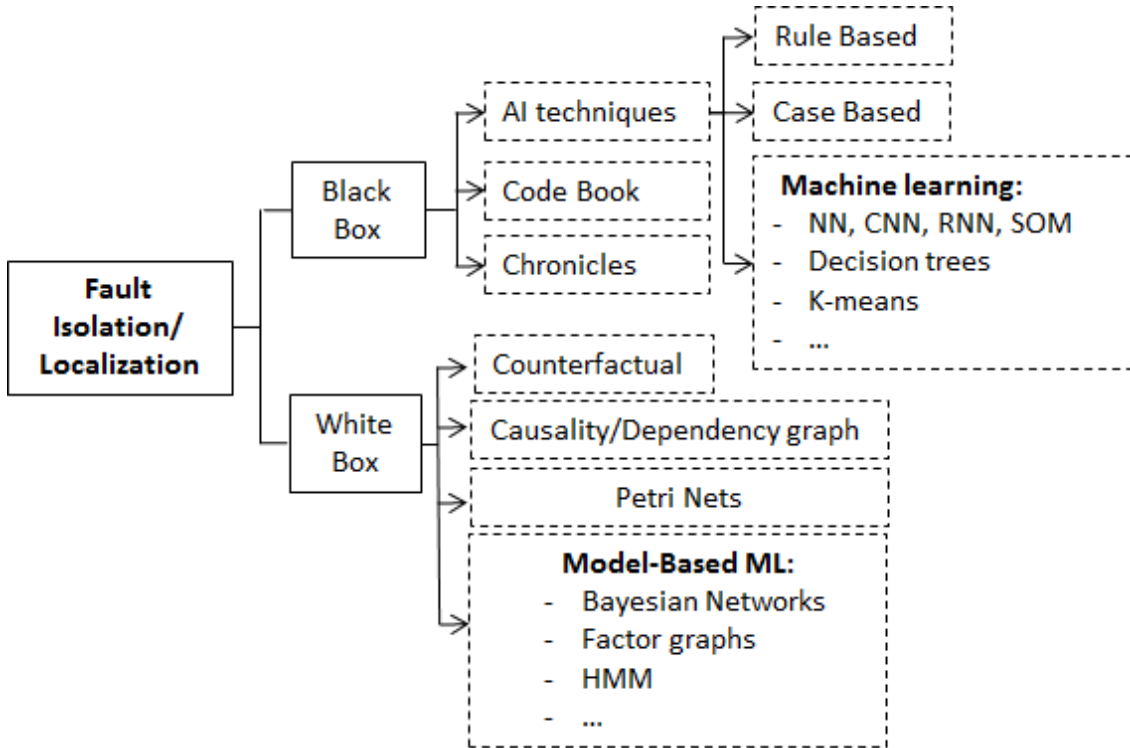 Fault
Isolation/
Localization
Black
Box
AI techniques
Rule Based
Case Based
Machine learning:
- NN, CNN, RNN, SOM
- Decision trees
- K-means
- ...
Code Book
Chronicles
White
Box
Counterfactual
Causality/Dependency graph
Petri Nets
Model-Based ML:
- Bayesian Networks
- Factor graphs
- HMM
- ...